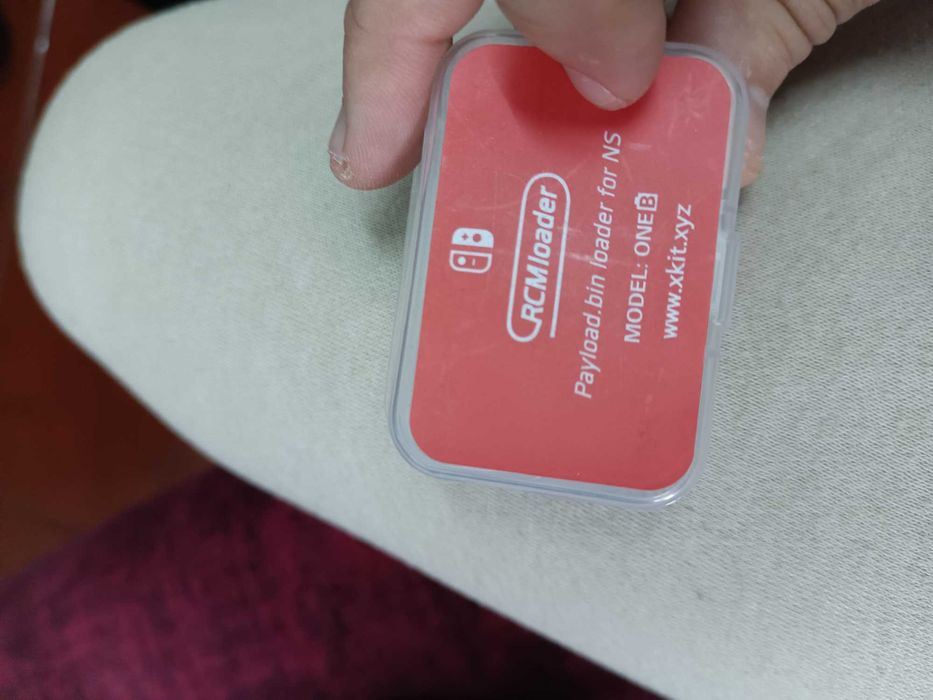 RCMloader
Payload.bin loader for NS
MODEL: ONE B
www.xkit.xyz